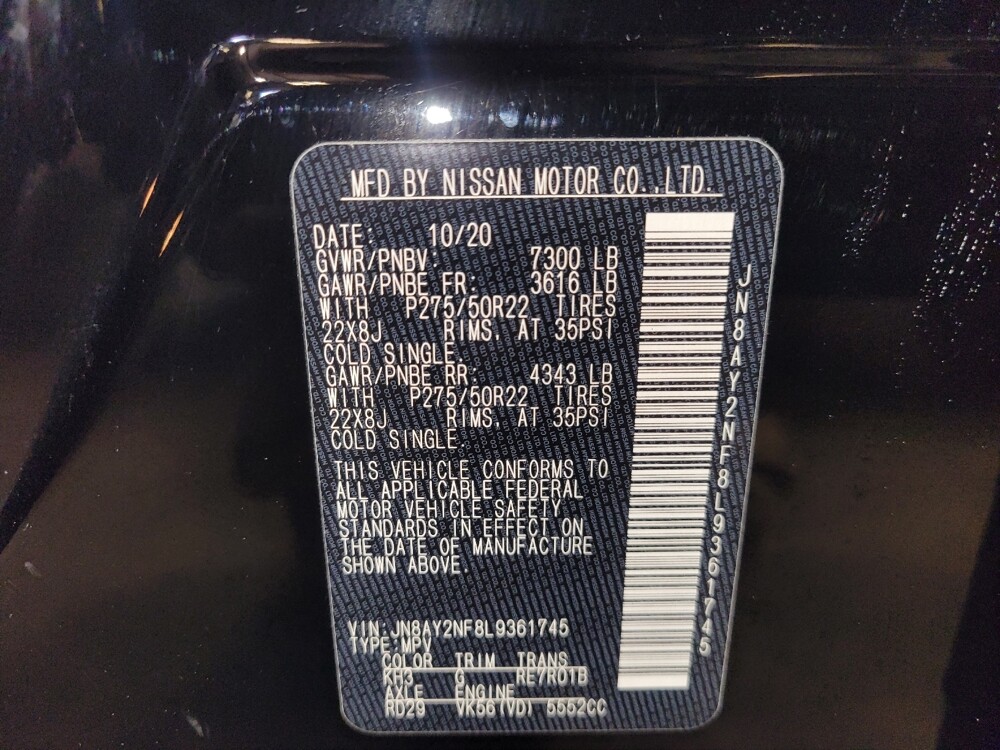 MFD BY NISSAN MOTOR CO.,LTD.
DATE: 10/20
GVWR/PNBV: 7300 LB
GAWR/PNBE FR: 3616 LB
WITH P275/50R22 TIRES
22X8J RIMS, AT 35PSI
COLD SINGLE.
GAWR/PNBE RR: 4343 LB
WITH P275/50R22 TIRES
22X8J RIMS, AT 35PSI
COLD SINGLE.
THIS VEHICLE CONFORMS TO
ALL APPLICABLE FEDERAL
MOTOR VEHICLE SAFETY
STANDARDS IN EFFECT ON
THE DATE OF MANUFACTURE
SHOWN ABOVE.
VIN:JN8AY2NF8L9361745
TYPE:MPV
COLOR TRIM TRANS
KH3 G RE7R01B
AXLE ENGINE
RD29 VK56(VD) 5552CC
JN8AY2NF8L9361745